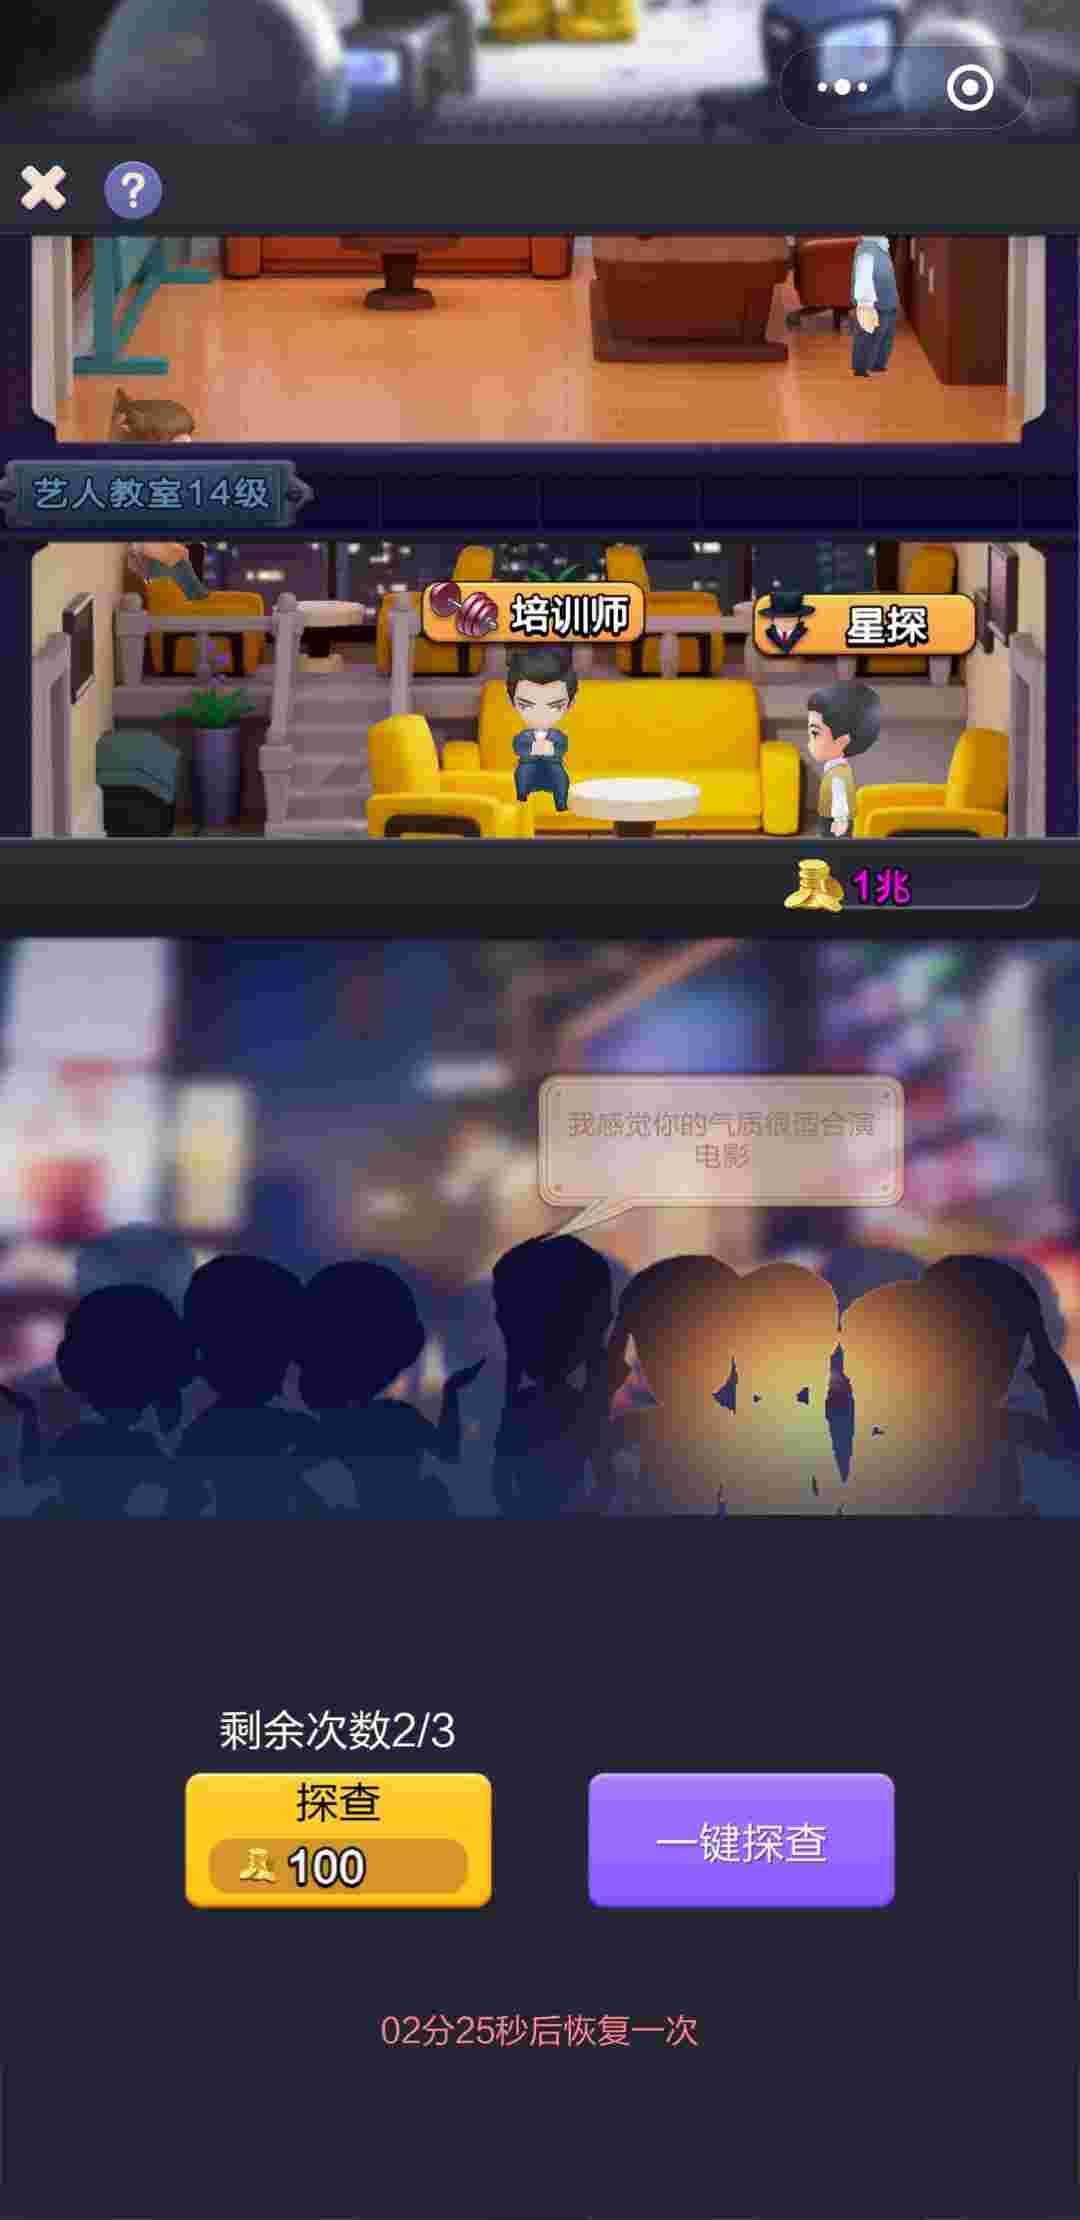 ?
艺人教室14级
培训师
星探
1兆
我感觉你的气质很适合演
电影
剩余次数2/3
探查
100
一键探查
02分25秒后恢复一次